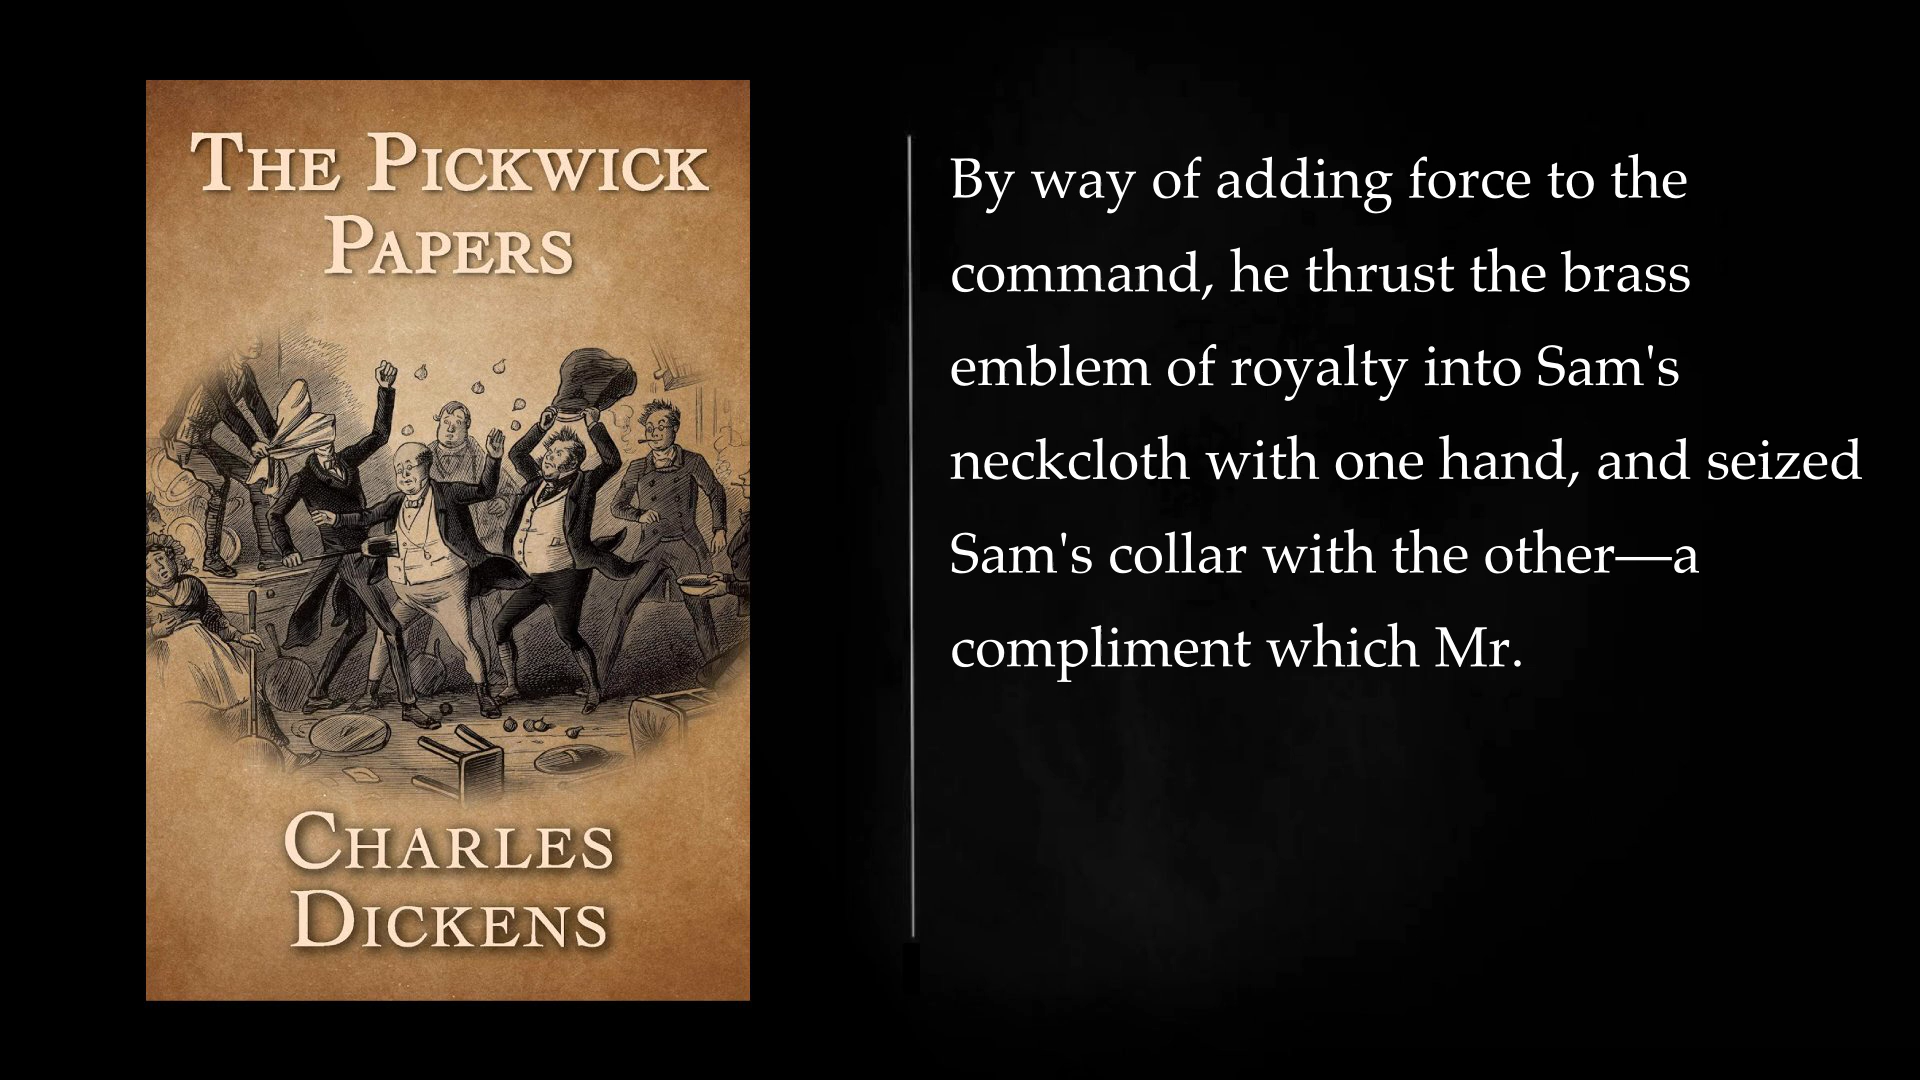 The Pickwick
Papers
Charles
Dickens
By way of adding force to the
command, he thrust the brass
emblem of royalty into Sam's
neckcloth with one hand, and seized
Sam's collar with the other—a
compliment which Mr.